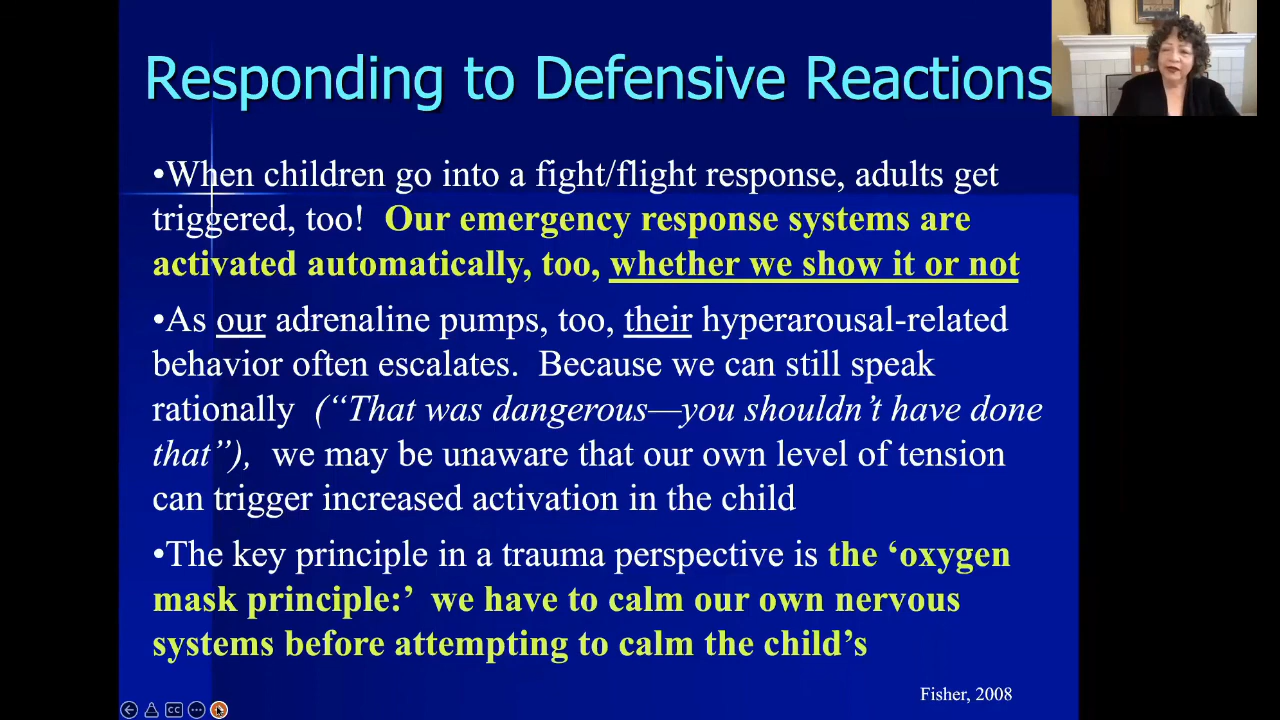 Responding to Defensive Reactions
•When children go into a fight/flight response, adults get
triggered, too!  Our emergency response systems are
activated automatically, too, whether we show it or not
•As our adrenaline pumps, too, their hyperarousal-related
behavior often escalates.  Because we can still speak
rationally  (“That was dangerous—you shouldn’t have done
that”),  we may be unaware that our own level of tension
can trigger increased activation in the child
•The key principle in a trauma perspective is the ‘oxygen
mask principle:’  we have to calm our own nervous
systems before attempting to calm the child’s
Fisher, 2008
CC